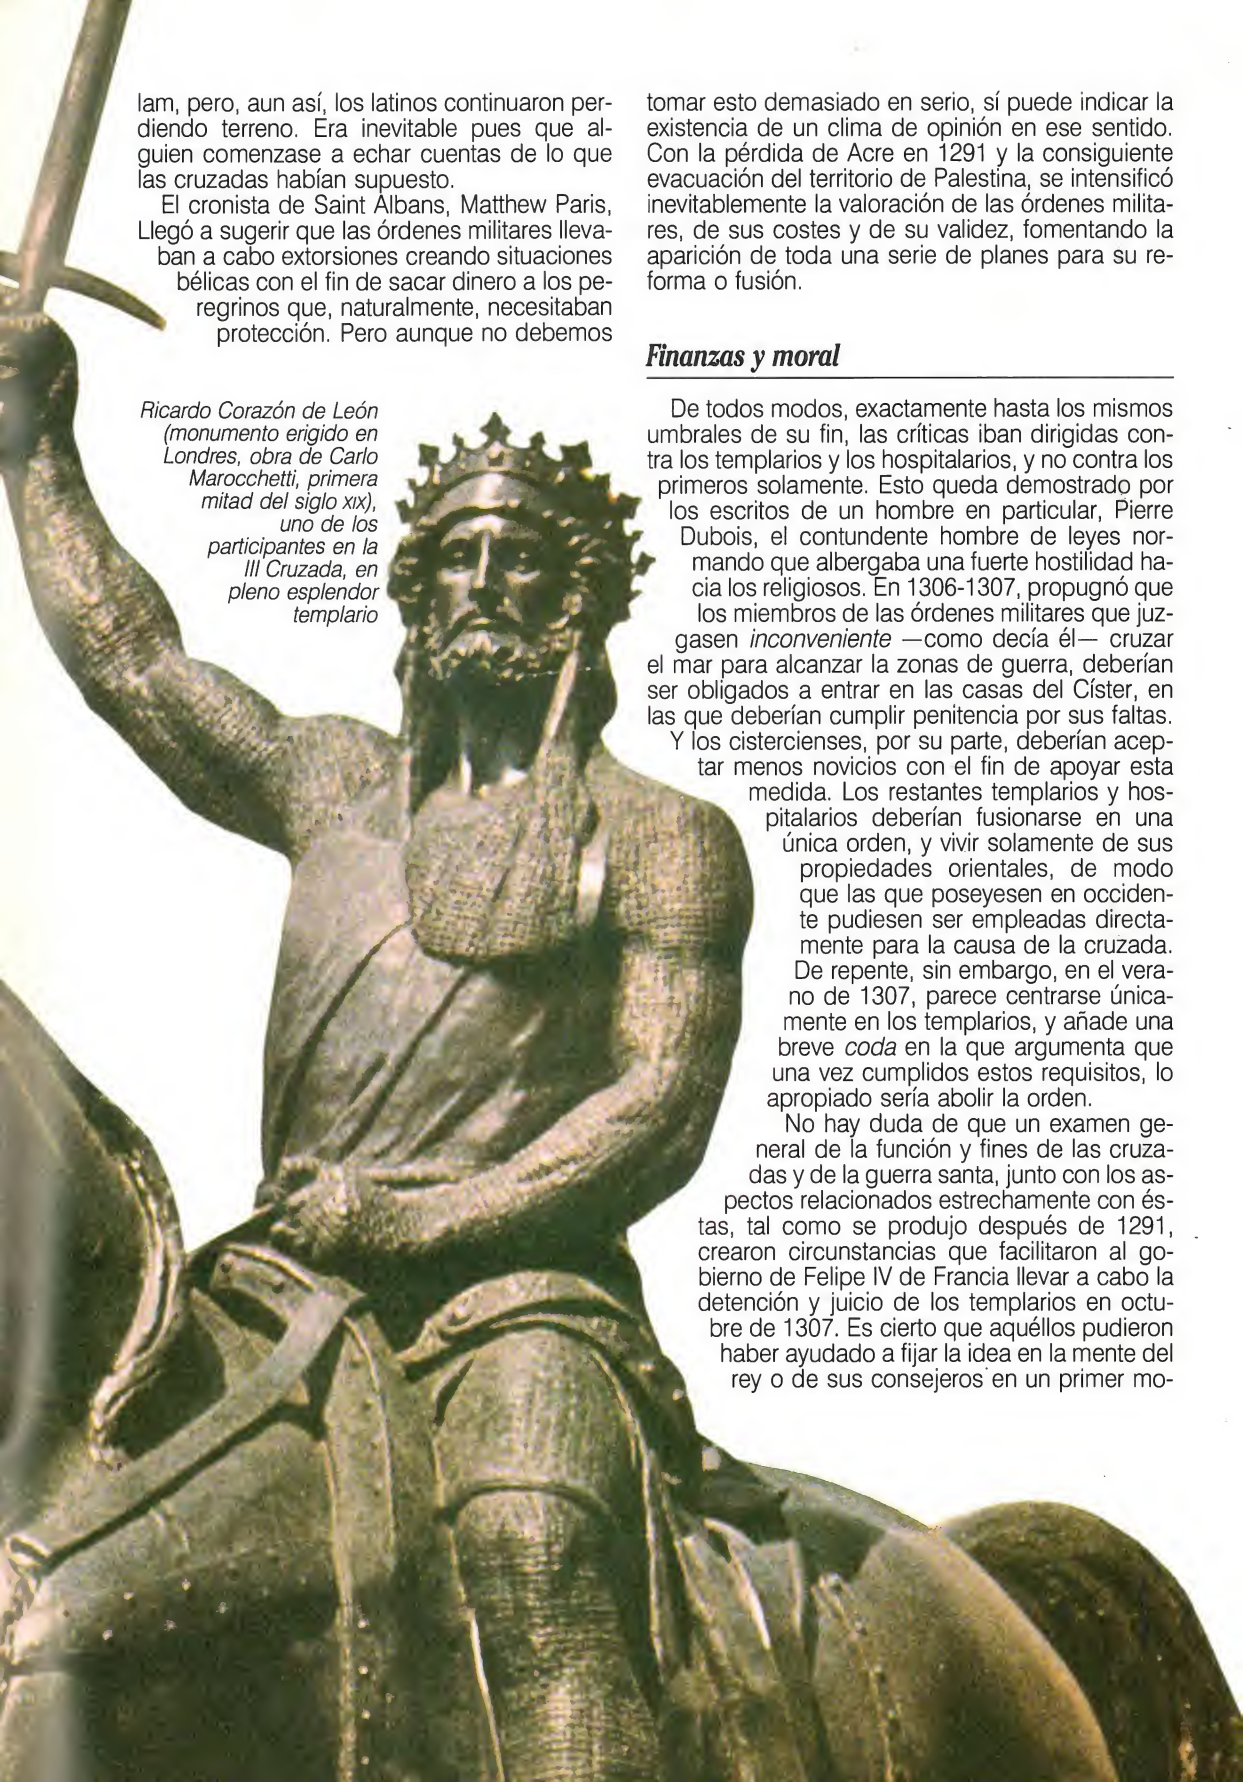 lam, pero, aun así, los latinos continuaron per-
diendo terreno. Era inevitable pues que al-
guien comenzase a echar cuentas de lo que
las cruzadas habían supuesto.
El cronista de Saint Albans, Matthew Paris,
Llegó a sugerir que las órdenes militares lleva-
ban a cabo extorsiones creando situaciones
bélicas con el fin de sacar dinero a los pe-
regrinos que, naturalmente, necesitaban
protección. Pero aunque no debemos
Ricardo Corazón de León
(monumento erigido en
Londres, obra de Carlo
Marocchetti, primera
mitad del siglo XIX),
uno de los
participantes en la
III Cruzada, en
pleno esplendor
templario
tomar esto demasiado en serio, sí puede indicar la
existencia de un clima de opinión en ese sentido.
Con la pérdida de Acre en 1291 y la consiguiente
evacuación del territorio de Palestina, se intensificó
inevitablemente la valoración de las órdenes milita-
res, de sus costes y de su validez, fomentando la
aparición de toda una serie de planes para su re-
forma o fusión.
Finanzas y moral
De todos modos, exactamente hasta los mismos
umbrales de su fin, las críticas iban dirigidas con-
tra los templarios y los hospitalarios, y no contra los
primeros solamente. Esto queda demostrado por
los escritos de un hombre en particular, Pierre
Dubois, el contundente hombre de leyes nor-
mando que albergaba una fuerte hostilidad ha-
cia los religiosos. En 1306-1307, propugnó que
los miembros de las órdenes militares que juz-
gasen inconveniente —como decía él— cruzar
el mar para alcanzar la zonas de guerra, deberían
ser obligados a entrar en las casas del Císter, en
las que deberían cumplir penitencia por sus faltas.
Y los cistercienses, por su parte, deberían acep-
tar menos novicios con el fin de apoyar esta
medida. Los restantes templarios y hos-
pitalarios deberían fusionarse en una
única orden, y vivir solamente de sus
propiedades orientales, de modo
que las que poseyesen en occiden-
te pudiesen ser empleadas directa-
mente para la causa de la cruzada.
De repente, sin embargo, en el vera-
no de 1307, parece centrarse única-
mente en los templarios, y añade una
breve coda en la que argumenta que
una vez cumplidos estos requisitos, lo
apropiado sería abolir la orden.
No hay duda de que un examen ge-
neral de la función y fines de las cruza-
das y de la guerra santa, junto con los as-
pectos relacionados estrechamente con és-
tas, tal como se produjo después de 1291,
crearon circunstancias que facilitaron al go-
bierno de Felipe IV de Francia llevar a cabo la
detención y juicio de los templarios en octu-
bre de 1307. Es cierto que aquéllos pudieron
haber ayudado a fijar la idea en la mente del
rey o de sus consejeros en un primer mo-